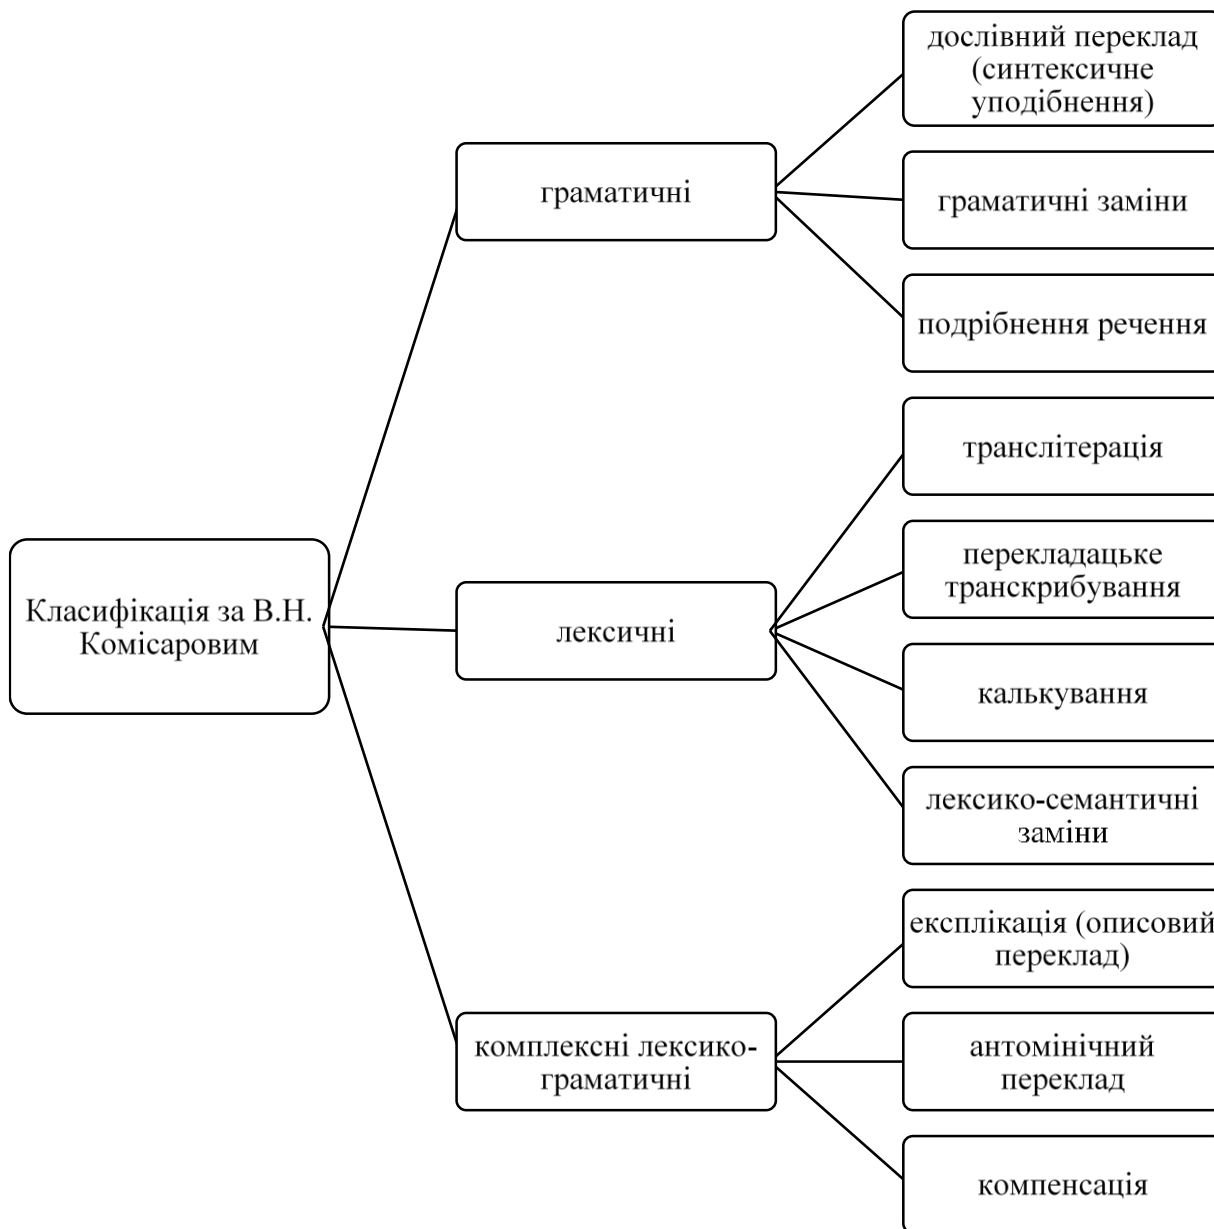 дослівний переклад
(синтексичне
уподібнення)
граматичні
граматичні заміни
подрібнення речення
транслітерація
перекладацьке
транскрибування
Класифікація за В.Н.
Комісаровим
лексичні
калькування
лексико-семантичні
заміни
експлікація (описовий
переклад)
комплексні лексико-
граматичні
антомінічний
переклад
компенсація